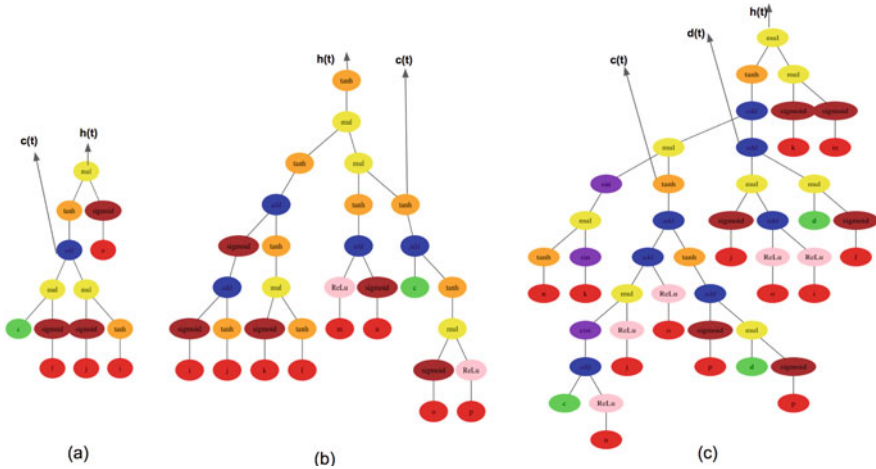 h(t)
mul
d(t)
h(t)
c(t)
c(t)
tanh
mul
tanh
mul
add
sigmoid
sigmoid
c(t)
h(t)
mul
mul
add
k
m
mul
tanh
mul
sin
tanh
mul
mul
tanh
sigmoid
add
tanh
tanh
mul
add
sigmoid
add
d
sigmoid
add
o
sigmoid
tanh
add
add
tanh
sin
add
tanh
j
ReLu
ReLu
f
mul
mul
add
mul
ReLu
sigmoid
c
tanh
n
k
mul
ReLu
add
o
i
c
sigmoid
sigmoid
tanh
sigmoid
tanh
sigmoid
tanh
m
n
mul
ReLu
o
sigmoid
mul
f
j
i
i
j
k
f
sigmoid
ReLu
add
j
p
d
sigmoid
o
p
c
ReLu
p
n
(a)
(b)
(c)